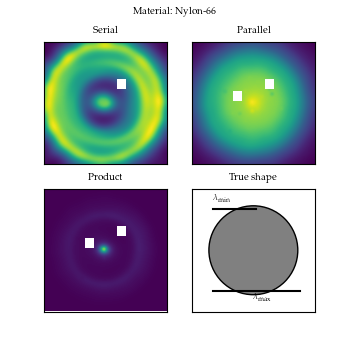 Material: Nylon-66
Serial
Parallel
Product
True shape
λmin
λmax